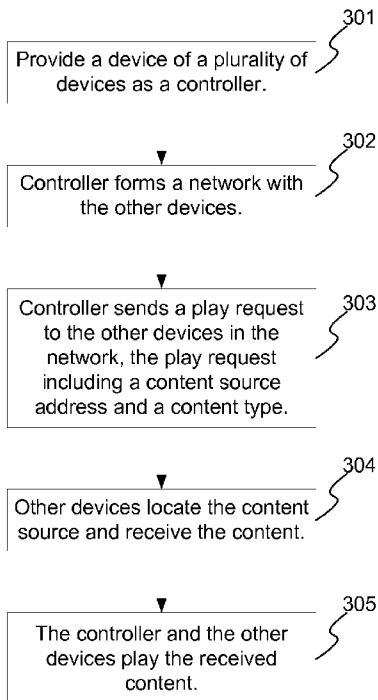 301
Provide a device of a plurality of
devices as a controller.
302
Controller forms a network with
the other devices.
303
Controller sends a play request
to the other devices in the
network, the play request
including a content source
address and a content type.
304
Other devices locate the content
source and receive the content.
305
The controller and the other
devices play the received
content.